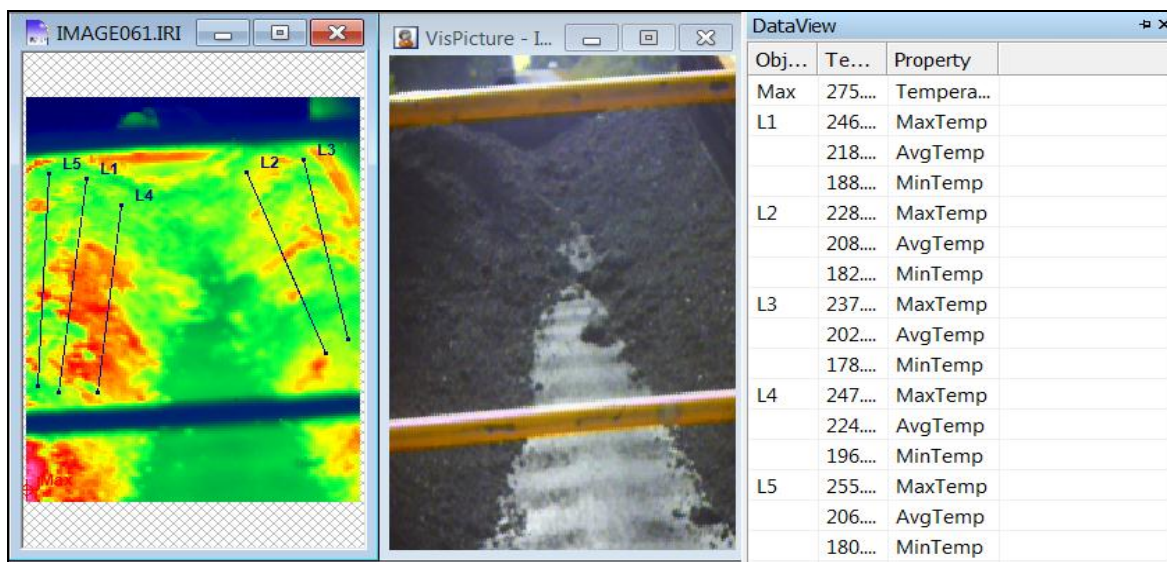 IMAGE061.IRI
L5 L1 L4 L2 L3
Max
VisPicture - I...
DataView
Obj... Te... Property
Max 275.... Tempera...
L1 246.... MaxTemp
218.... AvgTemp
188.... MinTemp
L2 228.... MaxTemp
208.... AvgTemp
182.... MinTemp
L3 237.... MaxTemp
202.... AvgTemp
178.... MinTemp
L4 247.... MaxTemp
224.... AvgTemp
196.... MinTemp
L5 255.... MaxTemp
206.... AvgTemp
180.... MinTemp